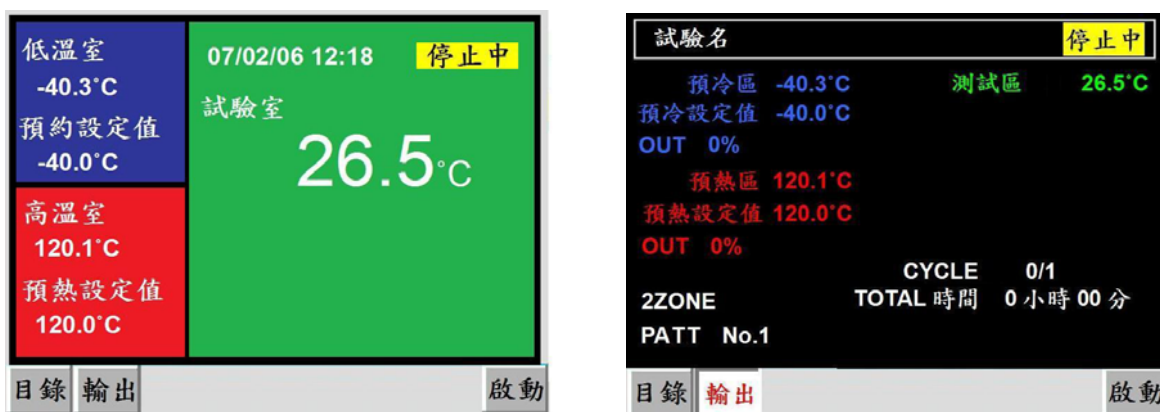 低溫室
-40.3°C
預約設定值
-40.0°C
高溫室
120.1°C
預熱設定值
120.0°C
07/02/06 12:18 停止中
試驗室
26.5°C
目錄 輸出 啟動
試驗名 停止中
預冷區 -40.3°C 測試區 26.5°C
預冷設定值 -40.0°C
OUT 0%
預熱區 120.1°C
預熱設定值 120.0°C
OUT 0%
CYCLE 0/1
2ZONE TOTAL 時間 0 小時 00 分
PATT No.1
目錄 輸出 啟動